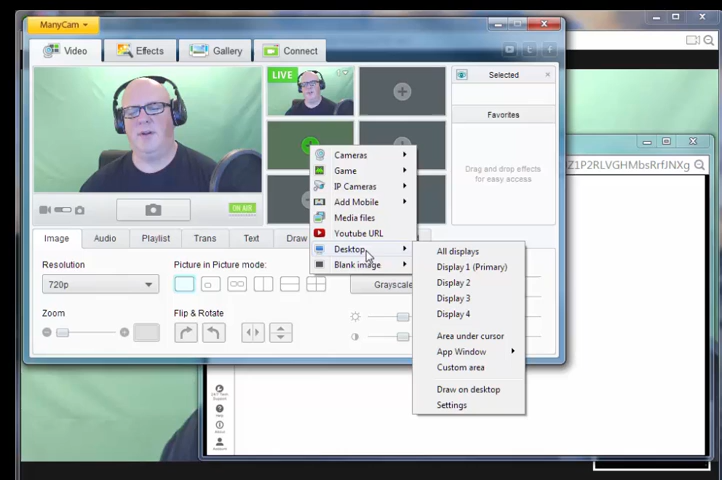 ManyCam
Video
Effects
Gallery
Connect
LIVE
Selected
Favorites
Drag and drop effects
for easy access
ON AIR
Cameras
Game
IP Cameras
Add Mobile
Media files
Youtube URL
Desktop
Blank image
All displays
Display 1 (Primary)
Display 2
Display 3
Display 4
Area under cursor
App Window
Custom area
Draw on desktop
Settings
Image
Audio
Playlist
Trans
Text
Draw
Resolution
720p
Picture in Picture mode:
Grayscale
Zoom
Flip & Rotate
Z1P2RLVGHMbsRrfJNXg
Support
Help
About